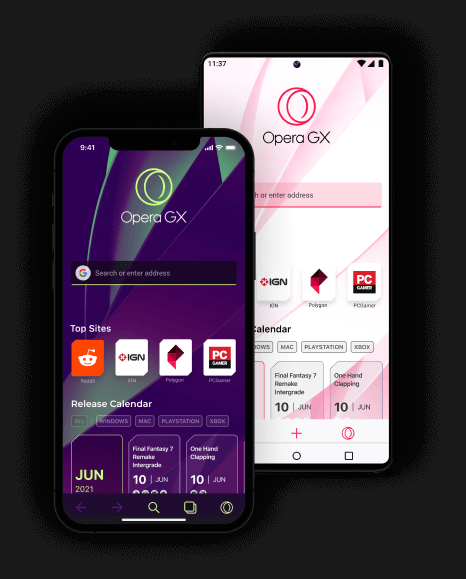 11:37
Opera GX
h or enter address
IGN
PC
GAMER
IGN
Polygon
PCGamer
Calendar
DOWS
MAC
PLAYSTATION
XBOX
Final Fantasy 7
Remake
Intergrade
10 | JUN
One Hand
Clapping
10 | JUN
9:41
Opera GX
G
Search or enter address
Top Sites
IGN
PC
GAMER
Reddit
IGN
Polygon
PCGamer
Release Calendar
ALL
WINDOWS
MAC
PLAYSTATION
XBOX
JUN
2021
Final Fantasy 7
Remake
Intergrade
10 | JUN
One Hand
Clapping
10 | JUN